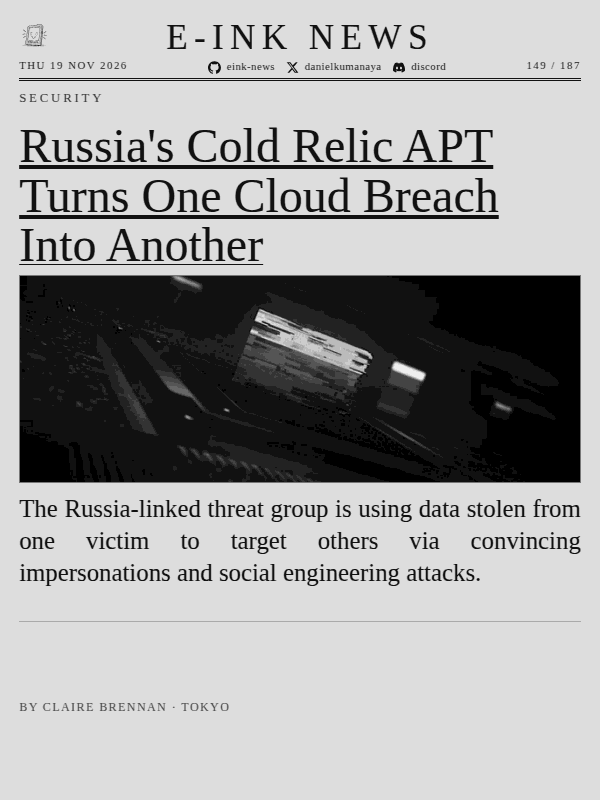 E-INK NEWS
THU 19 NOV 2026
eink-news danielkumanaya discord
149 / 187
SECURITY
Russia's Cold Relic APT
Turns One Cloud Breach
Into Another
The Russia-linked threat group is using data stolen from
one victim to target others via convincing
impersonations and social engineering attacks.
BY CLAIRE BRENNAN · TOKYO